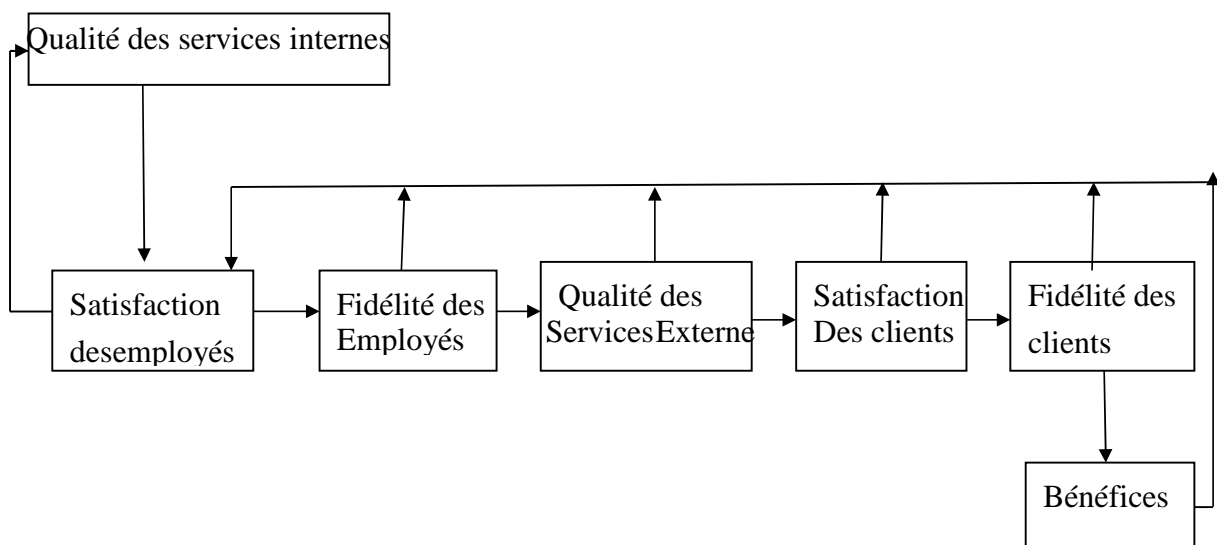 Qualité des services internes
Satisfaction
desemployés
Fidélité des
Employés
Qualité des
ServicesExterne
Satisfaction
Des clients
Fidélité des
clients
Bénéfices